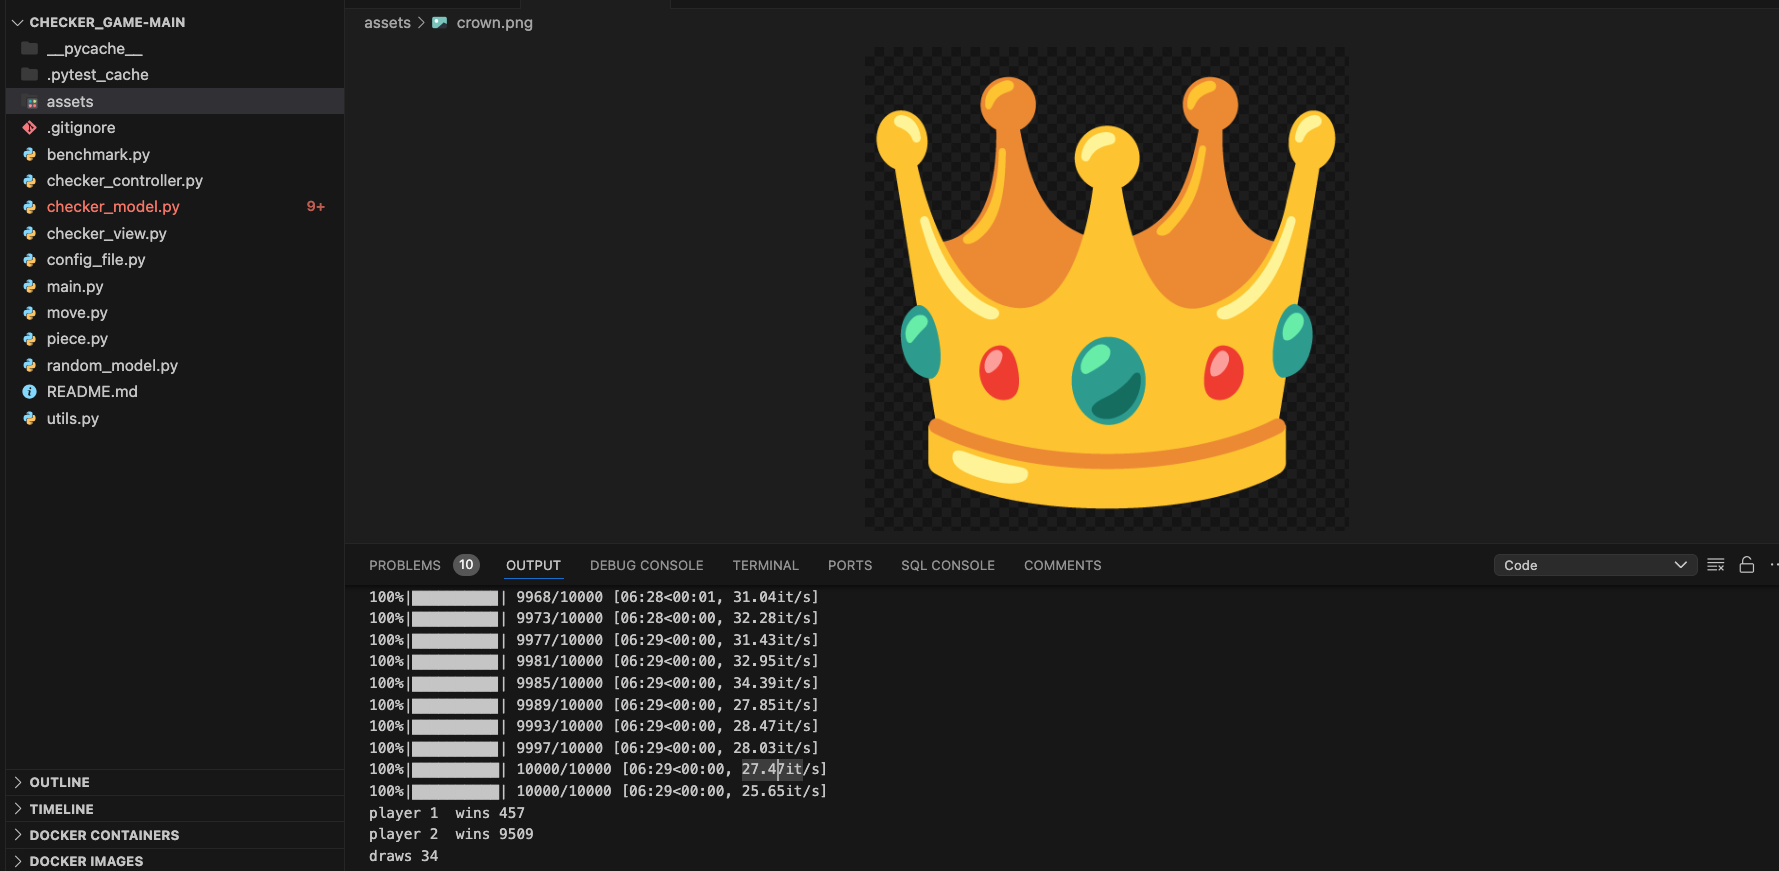 CHECKER_GAME-MAIN
__pycache__
.pytest_cache
assets
.gitignore
benchmark.py
checker_controller.py
checker_model.py 9+
checker_view.py
config_file.py
main.py
move.py
piece.py
random_model.py
README.md
utils.py
OUTLINE
TIMELINE
DOCKER CONTAINERS
DOCKER IMAGES
assets > crown.png
PROBLEMS 10 OUTPUT DEBUG CONSOLE TERMINAL PORTS SQL CONSOLE COMMENTS Code
100%|██████████| 9968/10000 [06:28<00:01, 31.04it/s]
100%|██████████| 9973/10000 [06:28<00:00, 32.28it/s]
100%|██████████| 9977/10000 [06:29<00:00, 31.43it/s]
100%|██████████| 9981/10000 [06:29<00:00, 32.95it/s]
100%|██████████| 9985/10000 [06:29<00:00, 34.39it/s]
100%|██████████| 9989/10000 [06:29<00:00, 27.85it/s]
100%|██████████| 9993/10000 [06:29<00:00, 28.47it/s]
100%|██████████| 9997/10000 [06:29<00:00, 28.03it/s]
100%|██████████| 10000/10000 [06:29<00:00, 27.47it/s]
100%|██████████| 10000/10000 [06:29<00:00, 25.65it/s]
player 1  wins 457
player 2  wins 9509
draws 34